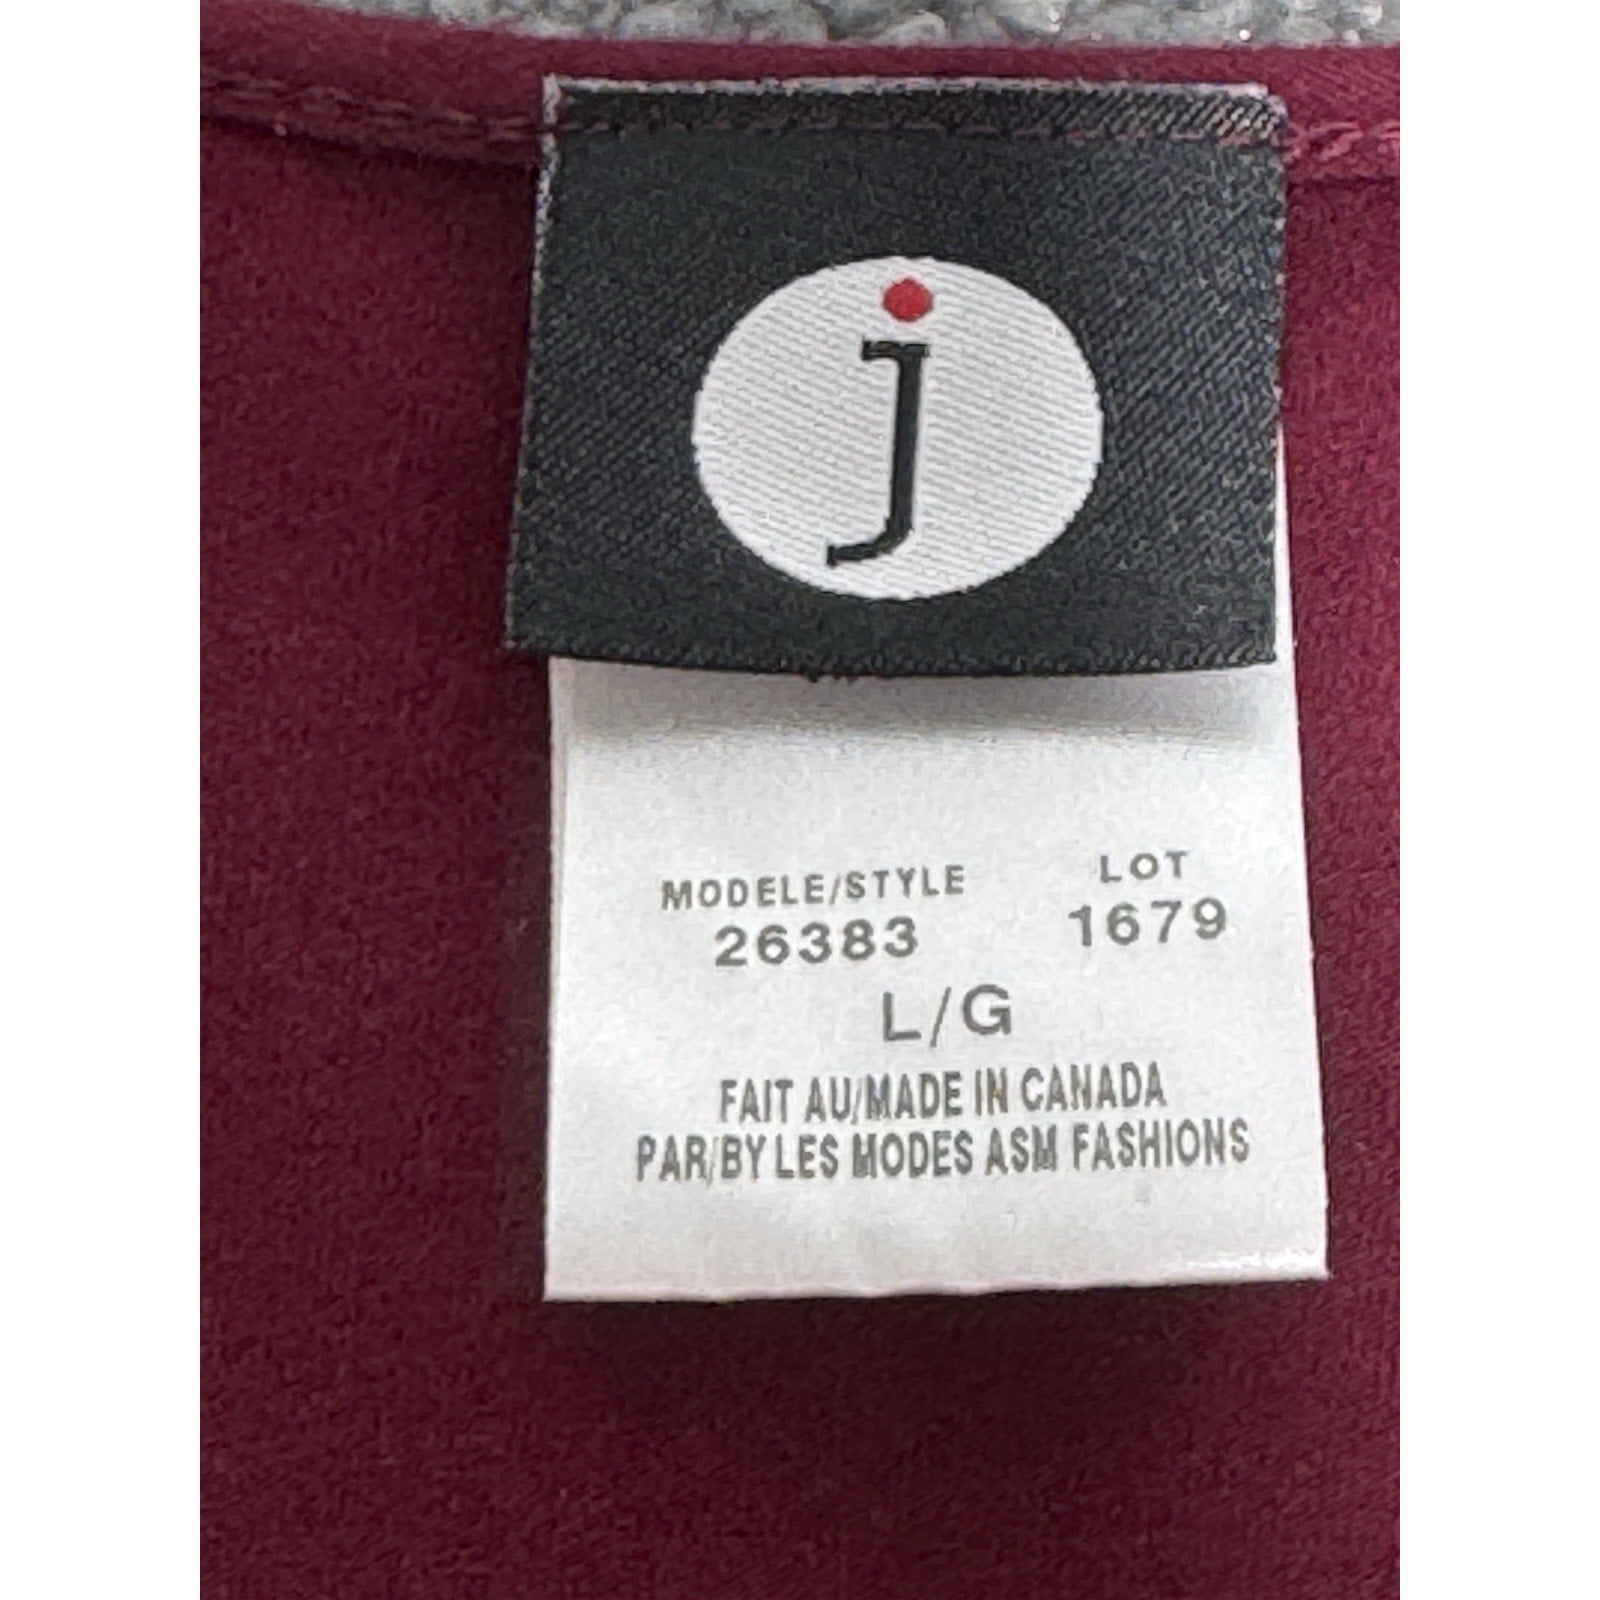 j
MODELE/STYLE LOT
26383 1679
L/G
FAIT AU/MADE IN CANADA
PAR/BY LES MODES ASM FASHIONS